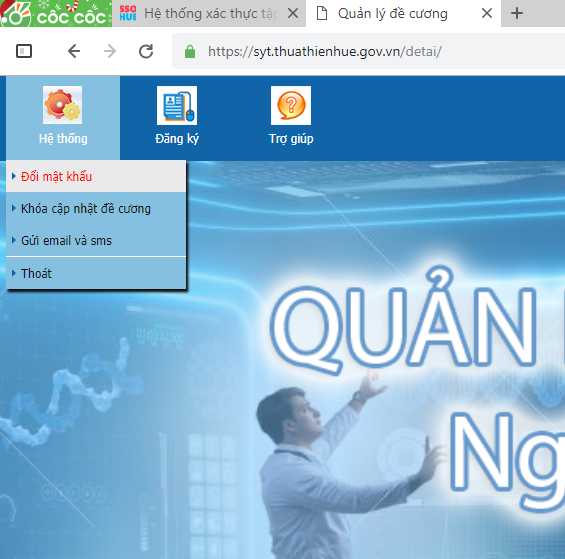 CỐC CỐC
SSO
HUE
Hệ thống xác thực tập
Quản lý đề cương
https://syt.thuathienhue.gov.vn/detai/
Hệ thống
Đăng ký
Trợ giúp
Đổi mật khẩu
Khóa cập nhật đề cương
Gửi email và sms
Thoát
QUẢN
Ng